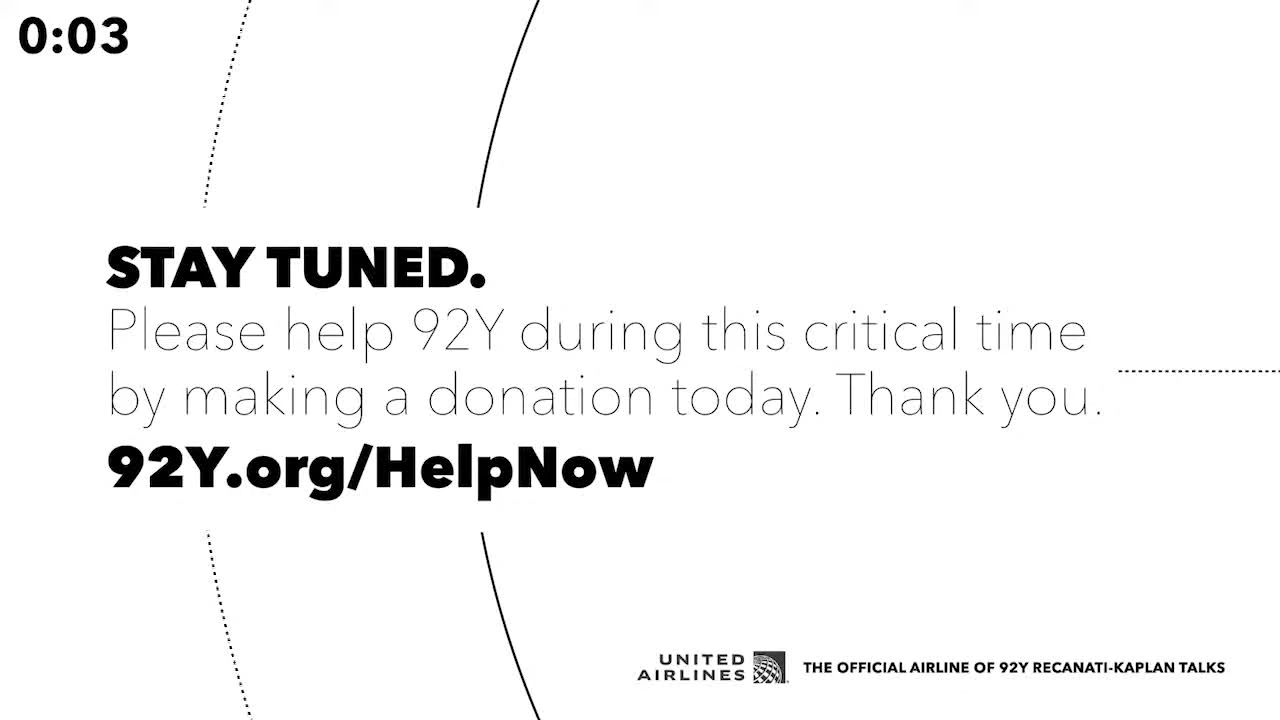 0:03
STAY TUNED.
Please help 92Y during this critical time
by making a donation today. Thank you.
92Y.org/HelpNow
UNITED
AIRLINES
THE OFFICIAL AIRLINE OF 92Y RECANATI-KAPLAN TALKS